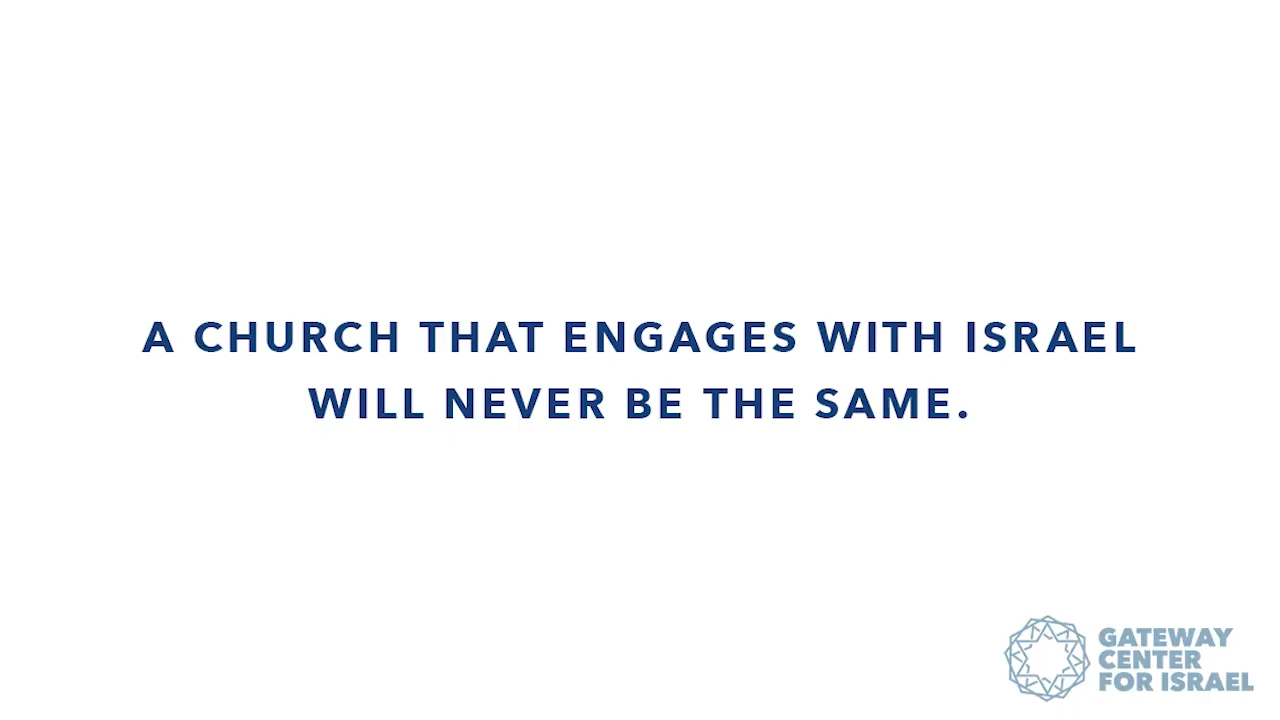 A CHURCH THAT ENGAGES WITH ISRAEL
WILL NEVER BE THE SAME.
GATEWAY
CENTER
FOR ISRAEL